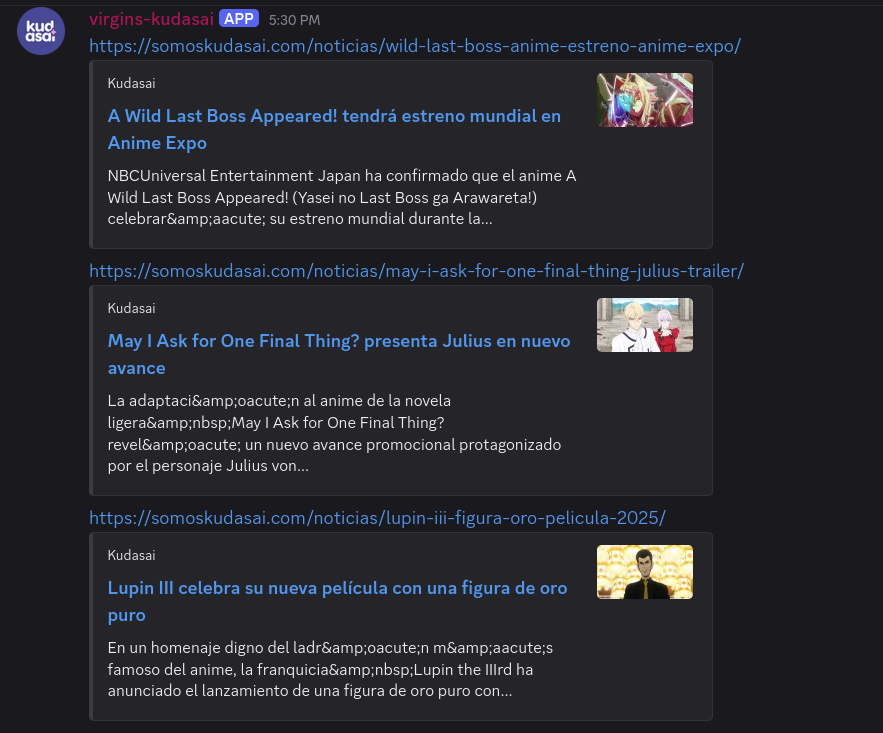 kud
asai
virgins-kudasai APP 5:30 PM
https://somoskudasai.com/noticias/wild-last-boss-anime-estreno-anime-expo/
Kudasai
A Wild Last Boss Appeared! tendrá estreno mundial en
Anime Expo
NBCUniversal Entertainment Japan ha confirmado que el anime A
Wild Last Boss Appeared! (Yasei no Last Boss ga Arawareta!)
celebrar&amp;aacute; su estreno mundial durante la...
https://somoskudasai.com/noticias/may-i-ask-for-one-final-thing-julius-trailer/
Kudasai
May I Ask for One Final Thing? presenta Julius en nuevo
avance
La adaptaci&amp;oacute;n al anime de la novela
ligera&amp;nbsp;May I Ask for One Final Thing?
revel&amp;oacute; un nuevo avance promocional protagonizado
por el personaje Julius von...
https://somoskudasai.com/noticias/lupin-iii-figura-oro-pelicula-2025/
Kudasai
Lupin III celebra su nueva película con una figura de oro
puro
En un homenaje digno del ladr&amp;oacute;n m&amp;aacute;s
famoso del anime, la franquicia&amp;nbsp;Lupin the IIIrd ha
anunciado el lanzamiento de una figura de oro puro con...